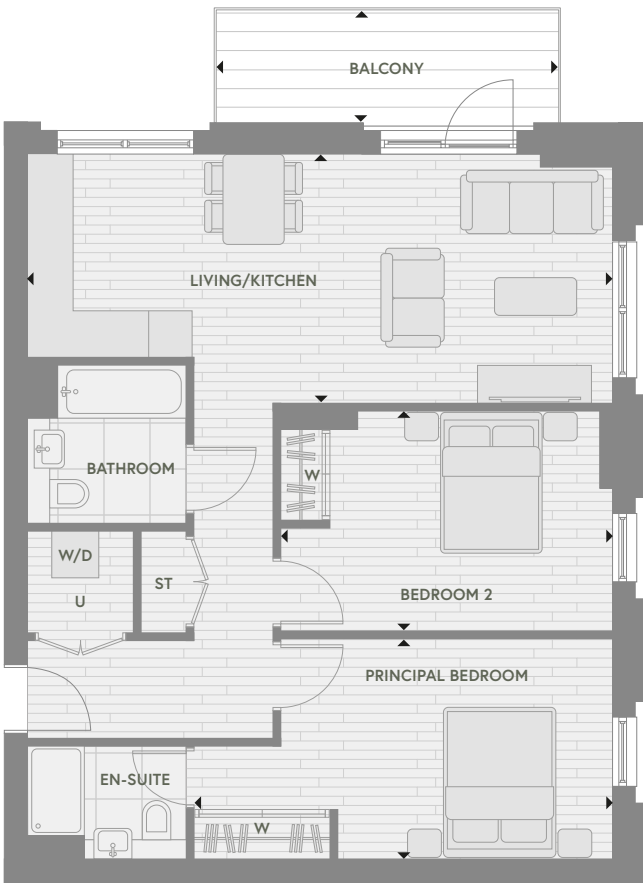 BALCONY
LIVING/KITCHEN
BATHROOM
W
W/D
ST
U
BEDROOM 2
PRINCIPAL BEDROOM
EN-SUITE
W